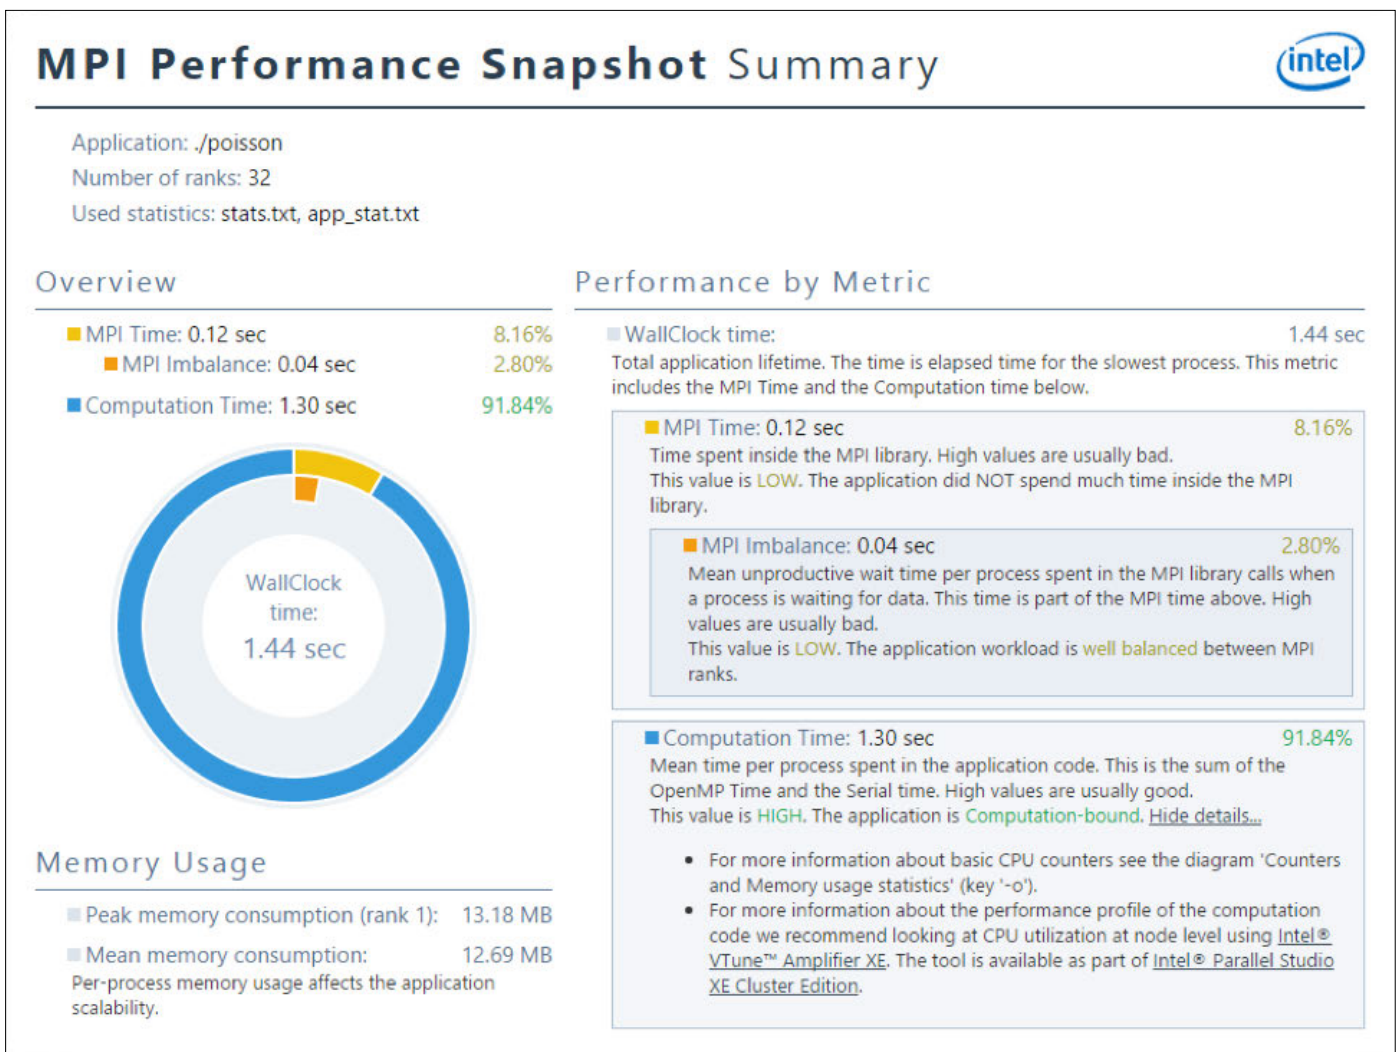 MPI Performance Snapshot Summary
intel
Application: ./poisson
Number of ranks: 32
Used statistics: stats.txt, app_stat.txt
Overview
MPI Time: 0.12 sec 8.16%
MPI Imbalance: 0.04 sec 2.80%
Computation Time: 1.30 sec 91.84%
WallClock
time:
1.44 sec
Memory Usage
Peak memory consumption (rank 1): 13.18 MB
Mean memory consumption: 12.69 MB
Per-process memory usage affects the application
scalability.
Performance by Metric
WallClock time: 1.44 sec
Total application lifetime. The time is elapsed time for the slowest process. This metric
includes the MPI Time and the Computation time below.
MPI Time: 0.12 sec 8.16%
Time spent inside the MPI library. High values are usually bad.
This value is LOW. The application did NOT spend much time inside the MPI
library.
MPI Imbalance: 0.04 sec 2.80%
Mean unproductive wait time per process spent in the MPI library calls when
a process is waiting for data. This time is part of the MPI time above. High
values are usually bad.
This value is LOW. The application workload is well balanced between MPI
ranks.
Computation Time: 1.30 sec 91.84%
Mean time per process spent in the application code. This is the sum of the
OpenMP Time and the Serial time. High values are usually good.
This value is HIGH. The application is Computation-bound. Hide details...
• For more information about basic CPU counters see the diagram 'Counters
and Memory usage statistics' (key '-o').
• For more information about the performance profile of the computation
code we recommend looking at CPU utilization at node level using Intel®
VTune™ Amplifier XE. The tool is available as part of Intel® Parallel Studio
XE Cluster Edition.